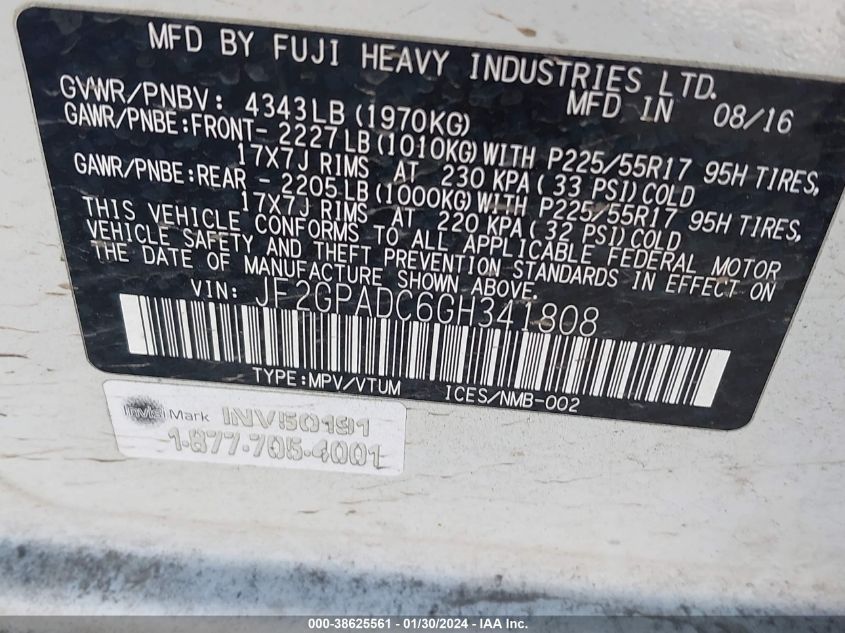 MFD BY FUJI HEAVY INDUSTRIES LTD.
GVWR/PNBV: 4343LB (1970KG) MFD IN 08/16
GAWR/PNBE:FRONT- 2227LB (1010KG) WITH P225/55R17 95H TIRES,
17X7J RIMS AT 230 KPA ( 33 PSI) COLD
GAWR/PNBE:REAR - 2205LB (1000KG) WITH P225/55R17 95H TIRES,
17X7J RIMS AT 220 KPA ( 32 PSI) COLD
THIS VEHICLE CONFORMS TO ALL APPLICABLE FEDERAL MOTOR
VEHICLE SAFETY AND THEFT PREVENTION STANDARDS IN EFFECT ON
THE DATE OF MANUFACTURE SHOWN ABOVE.
VIN: JF2GPADC6GH341808
TYPE:MPV/VTUM ICES/NMB-002
InvisiMark INV50191
1-877-705-4001
000-38625561 - 01/30/2024 - IAA Inc.